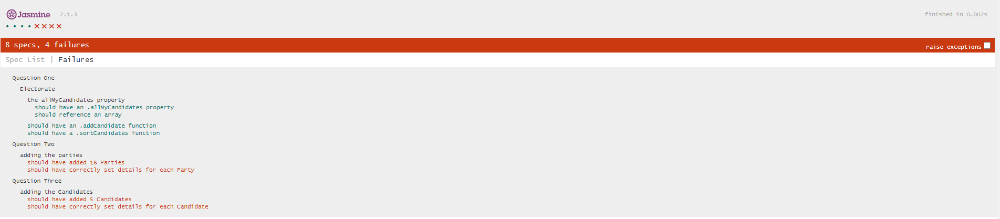 Jasmine 2.1.3 finished in 0.002s
• • • • × × × ×
8 specs, 4 failures raise exceptions
Spec List | Failures
Question One
Electorate
the allMyCandidates property
should have an .allMyCandidates property
should reference an array
should have an .addCandidate function
should have a .sortCandidates function
Question Two
adding the parties
should have added 16 Parties
should have correctly set details for each Party
Question Three
adding the Candidates
should have added 5 Candidates
should have correctly set details for each Candidate